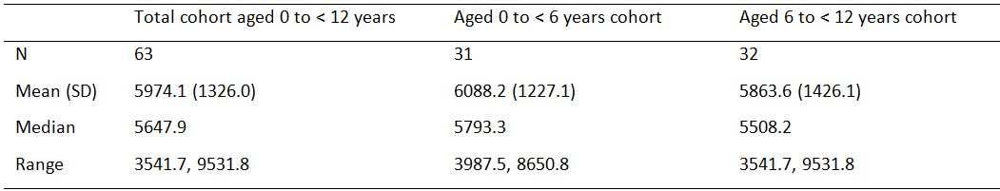 Total cohort aged 0 to < 12 years Aged 0 to < 6 years cohort Aged 6 to < 12 years cohort
N 63 31 32
Mean (SD) 5974.1 (1326.0) 6088.2 (1227.1) 5863.6 (1426.1)
Median 5647.9 5793.3 5508.2
Range 3541.7, 9531.8 3987.5, 8650.8 3541.7, 9531.8